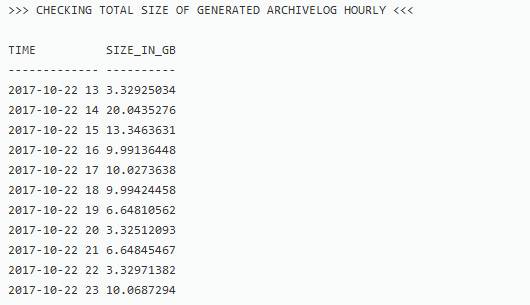 >>> CHECKING TOTAL SIZE OF GENERATED ARCHIVELOG HOURLY <<<
TIME          SIZE_IN_GB
------------- ----------
2017-10-22 13 3.32925034
2017-10-22 14 20.0435276
2017-10-22 15 13.3463631
2017-10-22 16 9.99136448
2017-10-22 17 10.0273638
2017-10-22 18 9.99424458
2017-10-22 19 6.64810562
2017-10-22 20 3.32512093
2017-10-22 21 6.64845467
2017-10-22 22 3.32971382
2017-10-22 23 10.0687294